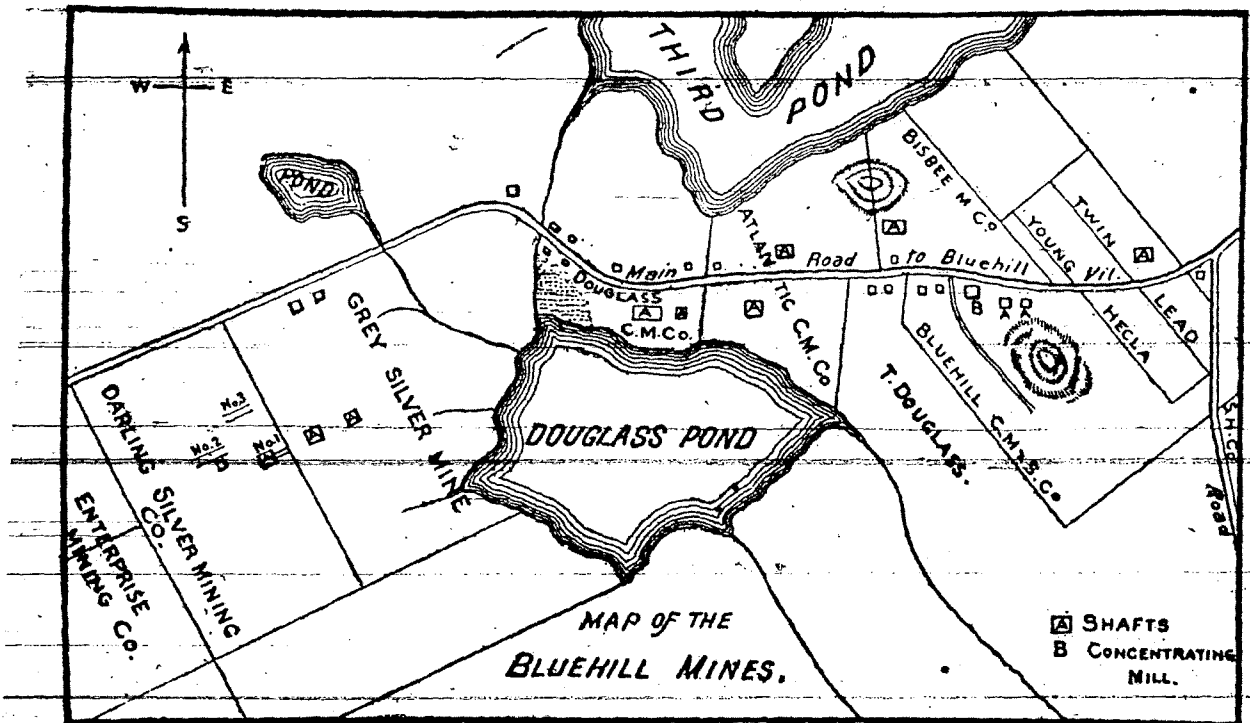 THIRD
POND
W E
S
POND
BISBEE M CO
TWIN
LEAD
YOUNG
HECLA
ATLANTIC C. M. CO
A
A
A
Main Road to Bluehill Vil.
DOUGLASS
C. M. Co.
A
A
A
B
A
A
BLUEHILL C. M. & S. Co
T. DOUGLASS.
GREY SILVER MINE
DARLING SILVER MINING
CO.
No. 3
No. 2
No. 1
A
A
ENTERPRISE
MINING CO.
DOUGLASS POND
Road
MAP OF THE
BLUEHILL MINES.
A SHAFTS
B CONCENTRATING
MILL.